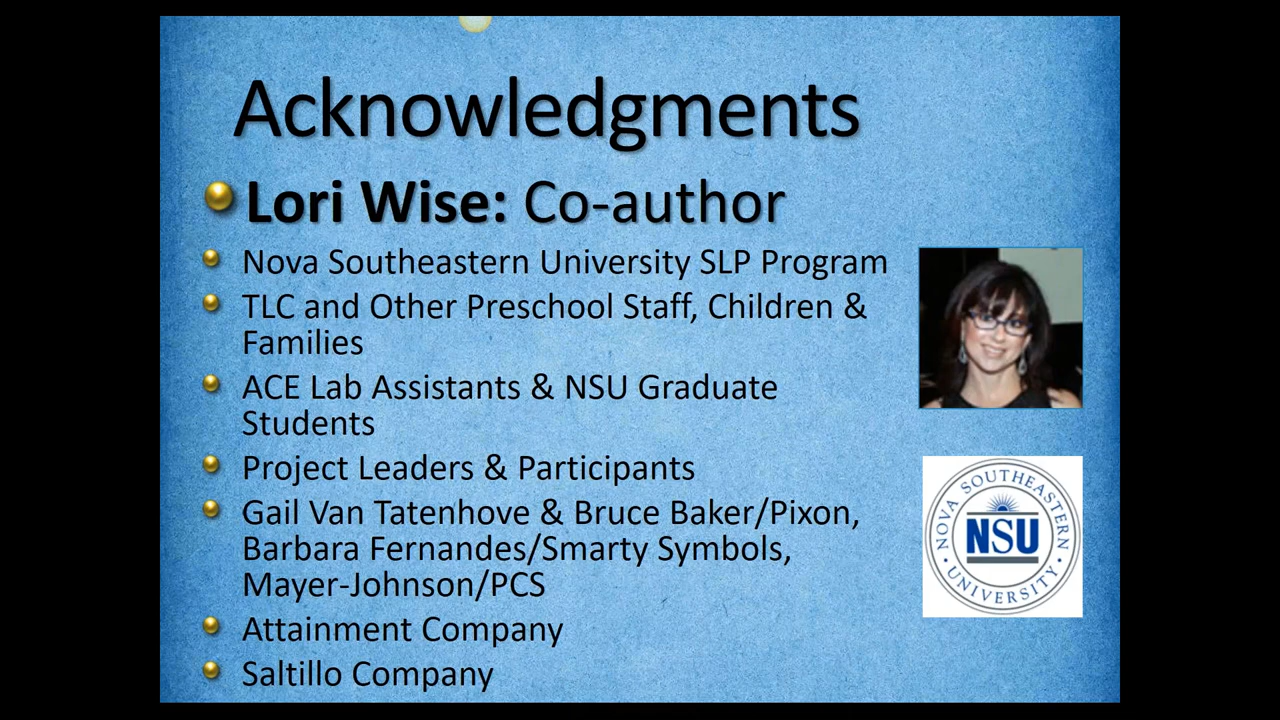 Acknowledgments
Lori Wise: Co-author
Nova Southeastern University SLP Program
TLC and Other Preschool Staff, Children &
Families
ACE Lab Assistants & NSU Graduate
Students
Project Leaders & Participants
Gail Van Tatenhove & Bruce Baker/Pixon,
Barbara Fernandes/Smarty Symbols,
Mayer-Johnson/PCS
Attainment Company
Saltillo Company
NOVA SOUTHEASTERN
NSU
UNIVERSITY